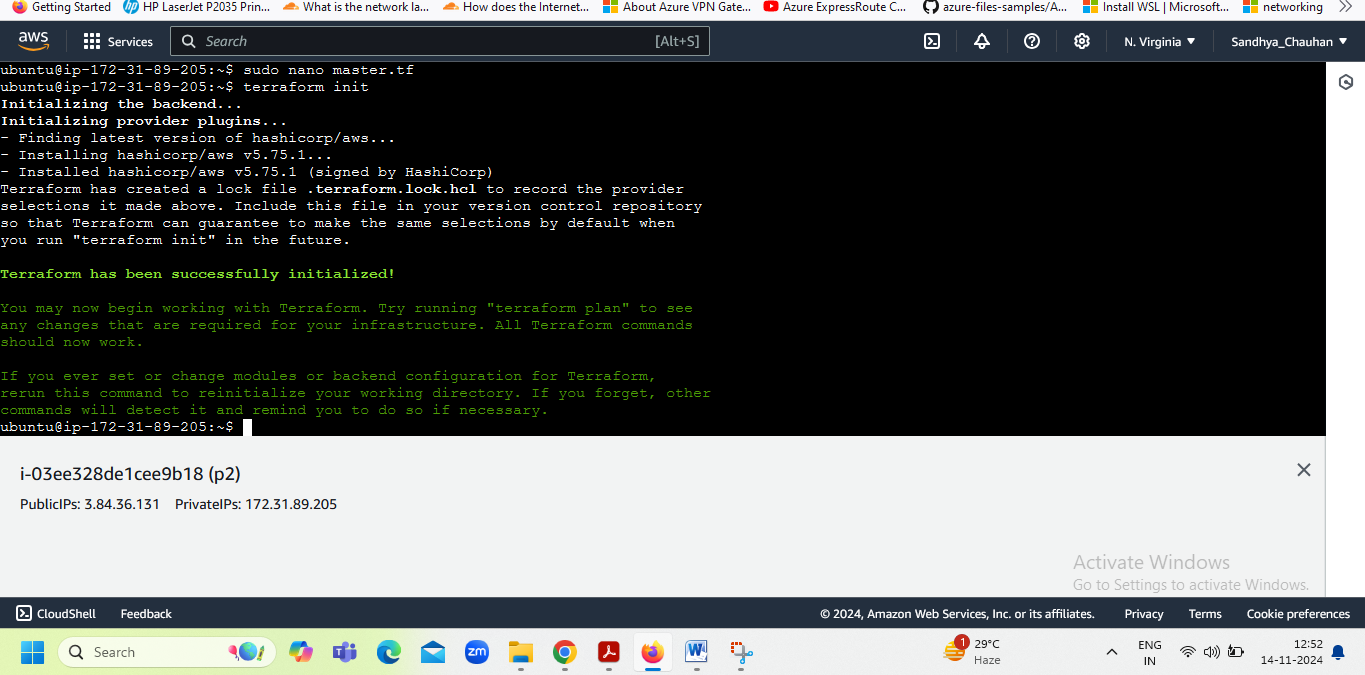 Getting Started HP LaserJet P2035 Prin... What is the network la... How does the Internet... About Azure VPN Gate... Azure ExpressRoute C... azure-files-samples/A... Install WSL | Microsoft... networking
aws Services Search [Alt+S] N. Virginia Sandhya_Chauhan
ubuntu@ip-172-31-89-205:~$ sudo nano master.tf
ubuntu@ip-172-31-89-205:~$ terraform init
Initializing the backend...
Initializing provider plugins...
- Finding latest version of hashicorp/aws...
- Installing hashicorp/aws v5.75.1...
- Installed hashicorp/aws v5.75.1 (signed by HashiCorp)
Terraform has created a lock file .terraform.lock.hcl to record the provider
selections it made above. Include this file in your version control repository
so that Terraform can guarantee to make the same selections by default when
you run "terraform init" in the future.
Terraform has been successfully initialized!
You may now begin working with Terraform. Try running "terraform plan" to see
any changes that are required for your infrastructure. All Terraform commands
should now work.
If you ever set or change modules or backend configuration for Terraform,
rerun this command to reinitialize your working directory. If you forget, other
commands will detect it and remind you to do so if necessary.
ubuntu@ip-172-31-89-205:~$
i-03ee328de1cee9b18 (p2)
PublicIPs: 3.84.36.131 PrivateIPs: 172.31.89.205
Activate Windows
Go to Settings to activate Windows.
CloudShell Feedback © 2024, Amazon Web Services, Inc. or its affiliates. Privacy Terms Cookie preferences
Search zm W 1 29°C ENG 12:52
Haze IN 14-11-2024